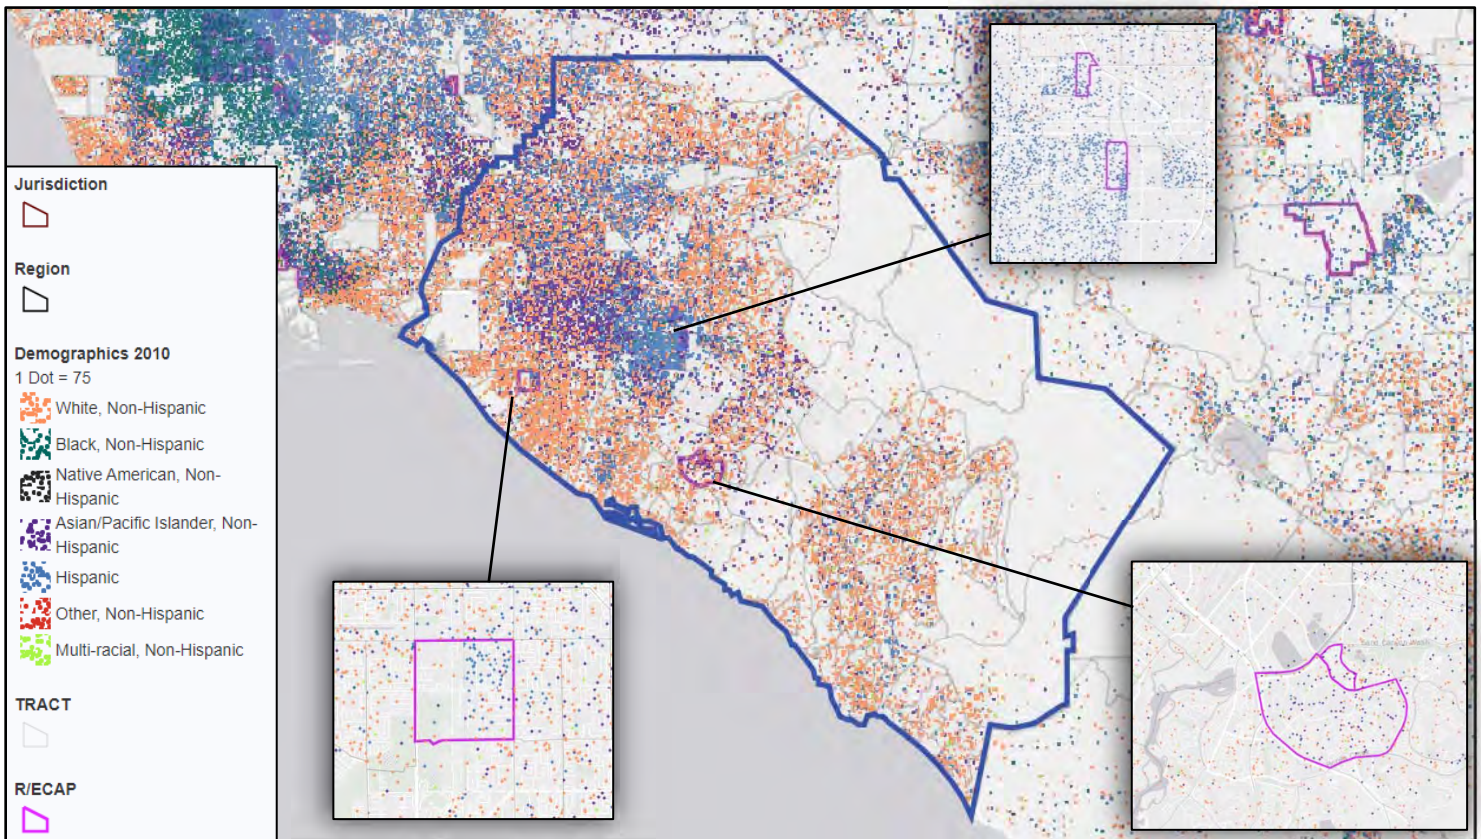 Jurisdiction
Region
Demographics 2010
1 Dot = 75
White, Non-Hispanic
Black, Non-Hispanic
Native American, Non-
Hispanic
Asian/Pacific Islander, Non-
Hispanic
Hispanic
Other, Non-Hispanic
Multi-racial, Non-Hispanic
TRACT
R/ECAP